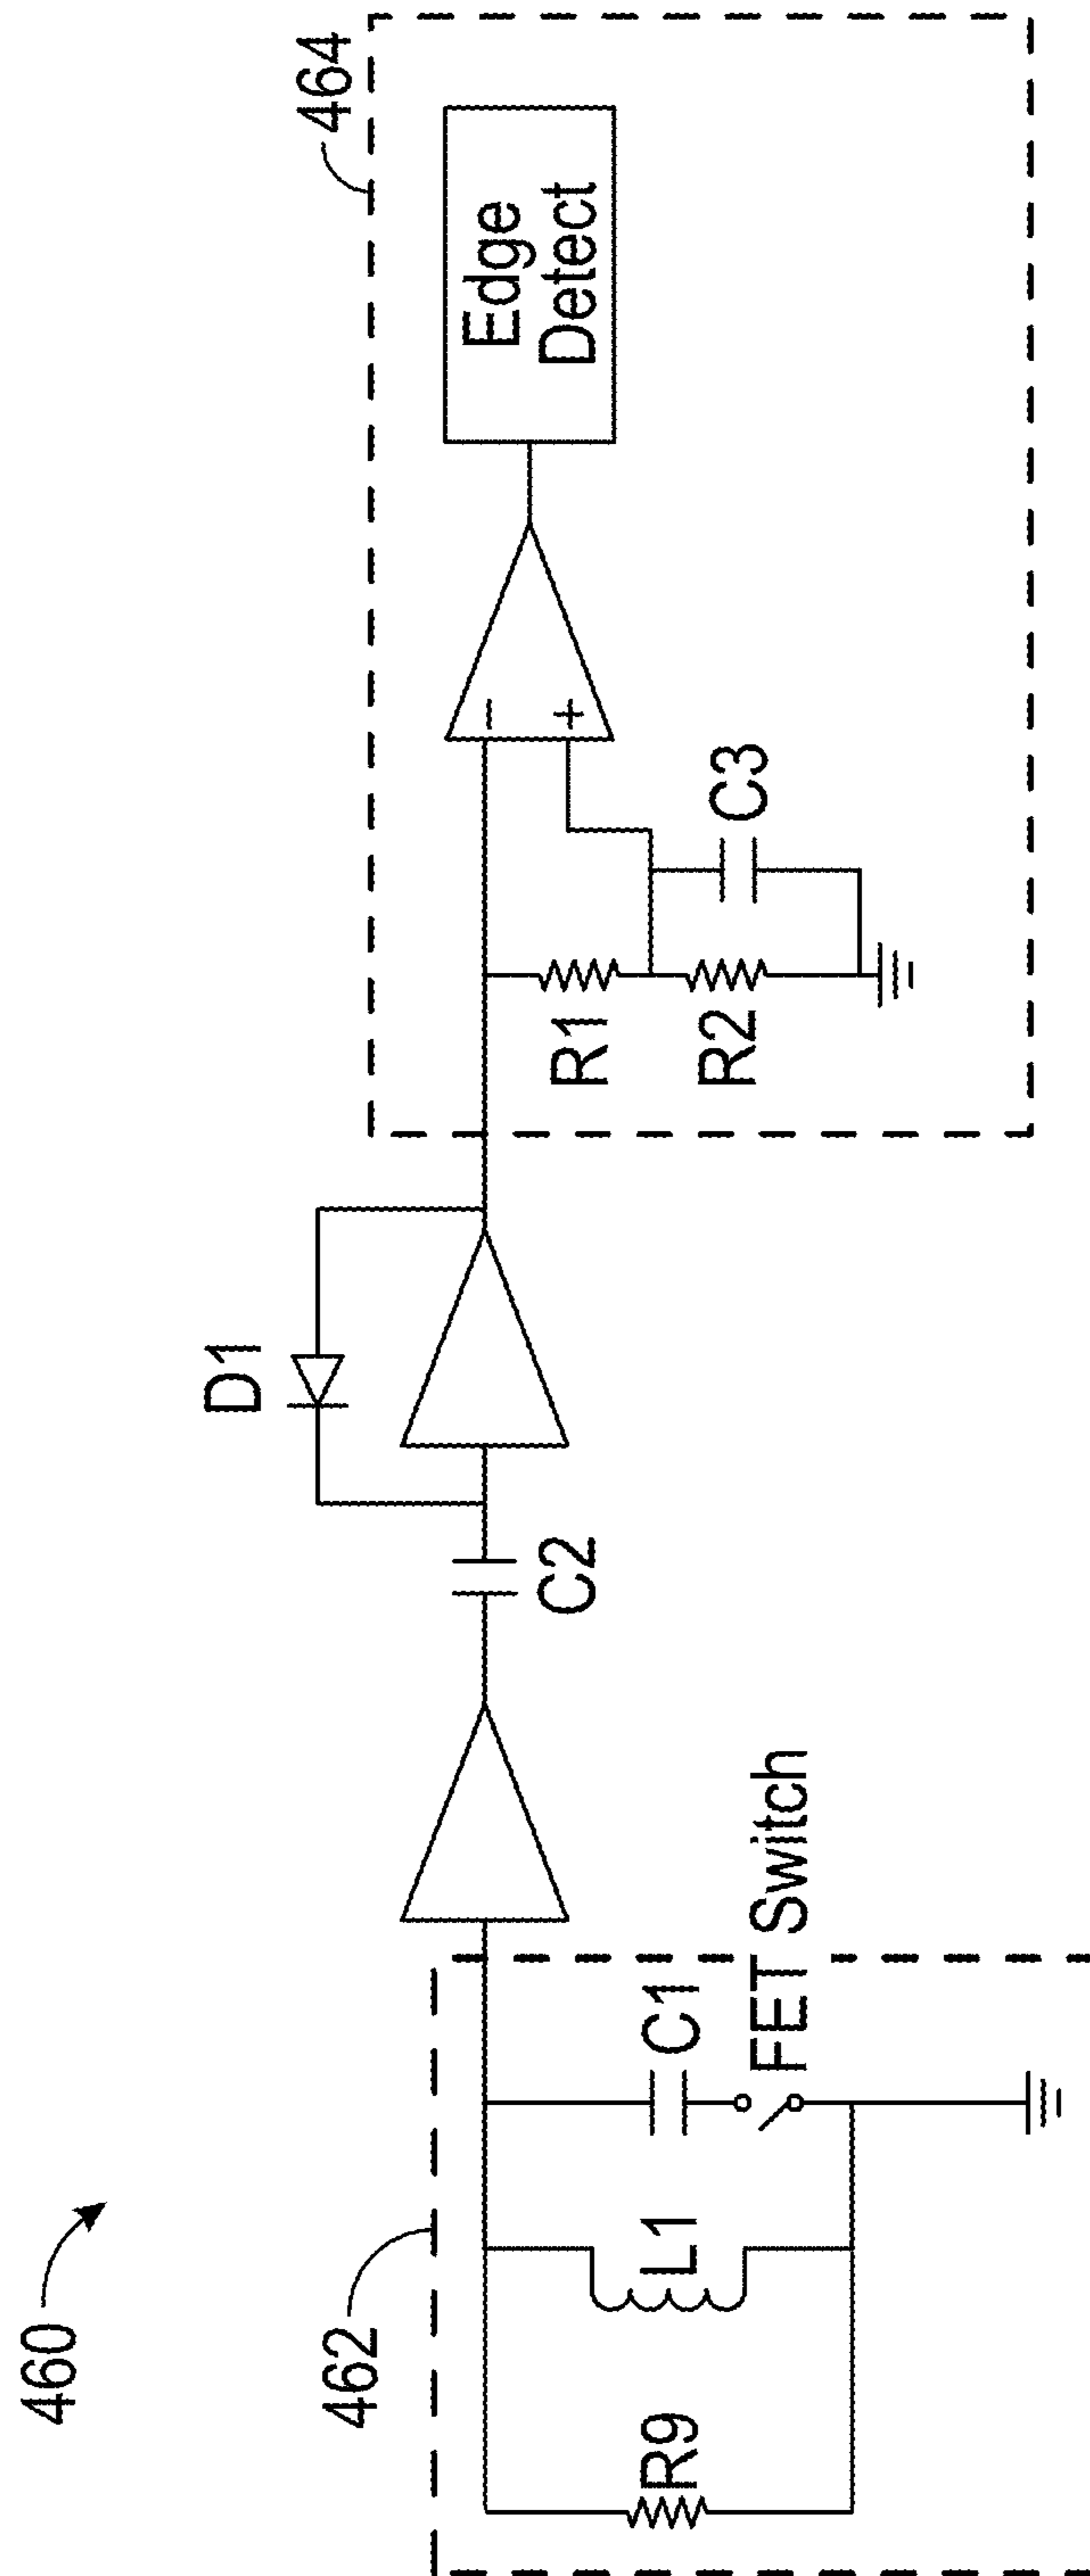 460
462
R9
L1
C1
FET Switch
C2
D1
R1
R2
C3
−
+
Edge
Detect
464